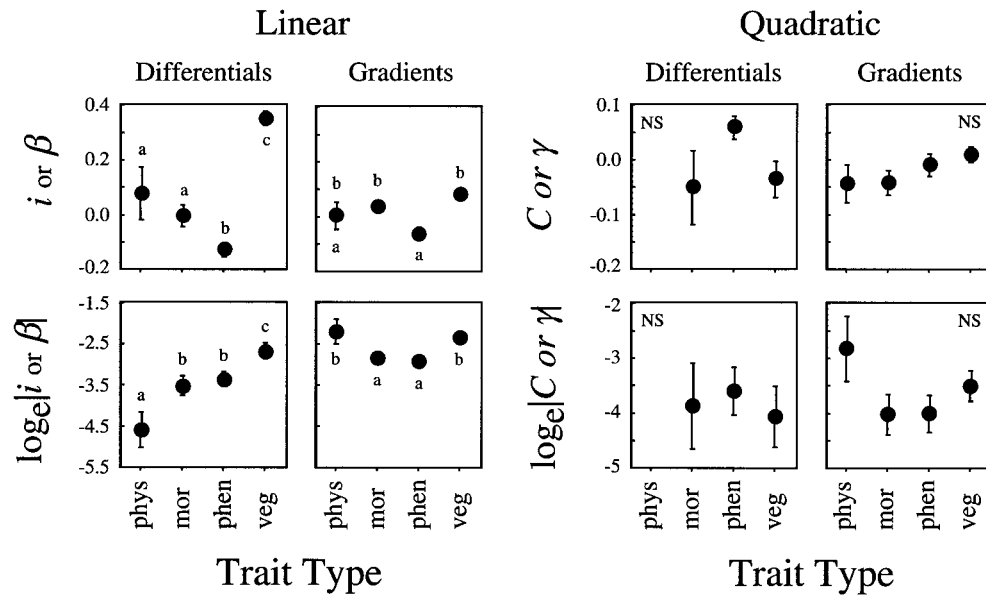 Linear Quadratic
Differentials Gradients Differentials Gradients
i or β
0.4
0.2
0.0
-0.2
a a b c
b b b
a a
C or γ
0.1
0.0
-0.1
-0.2
NS NS
log e |i or β|
-1.5
-2.5
-3.5
-4.5
-5.5
a b b c
b a a b
log e |C or γ|
-2
-3
-4
-5
NS NS
phys mor phen veg phys mor phen veg phys mor phen veg phys mor phen veg
Trait Type Trait Type